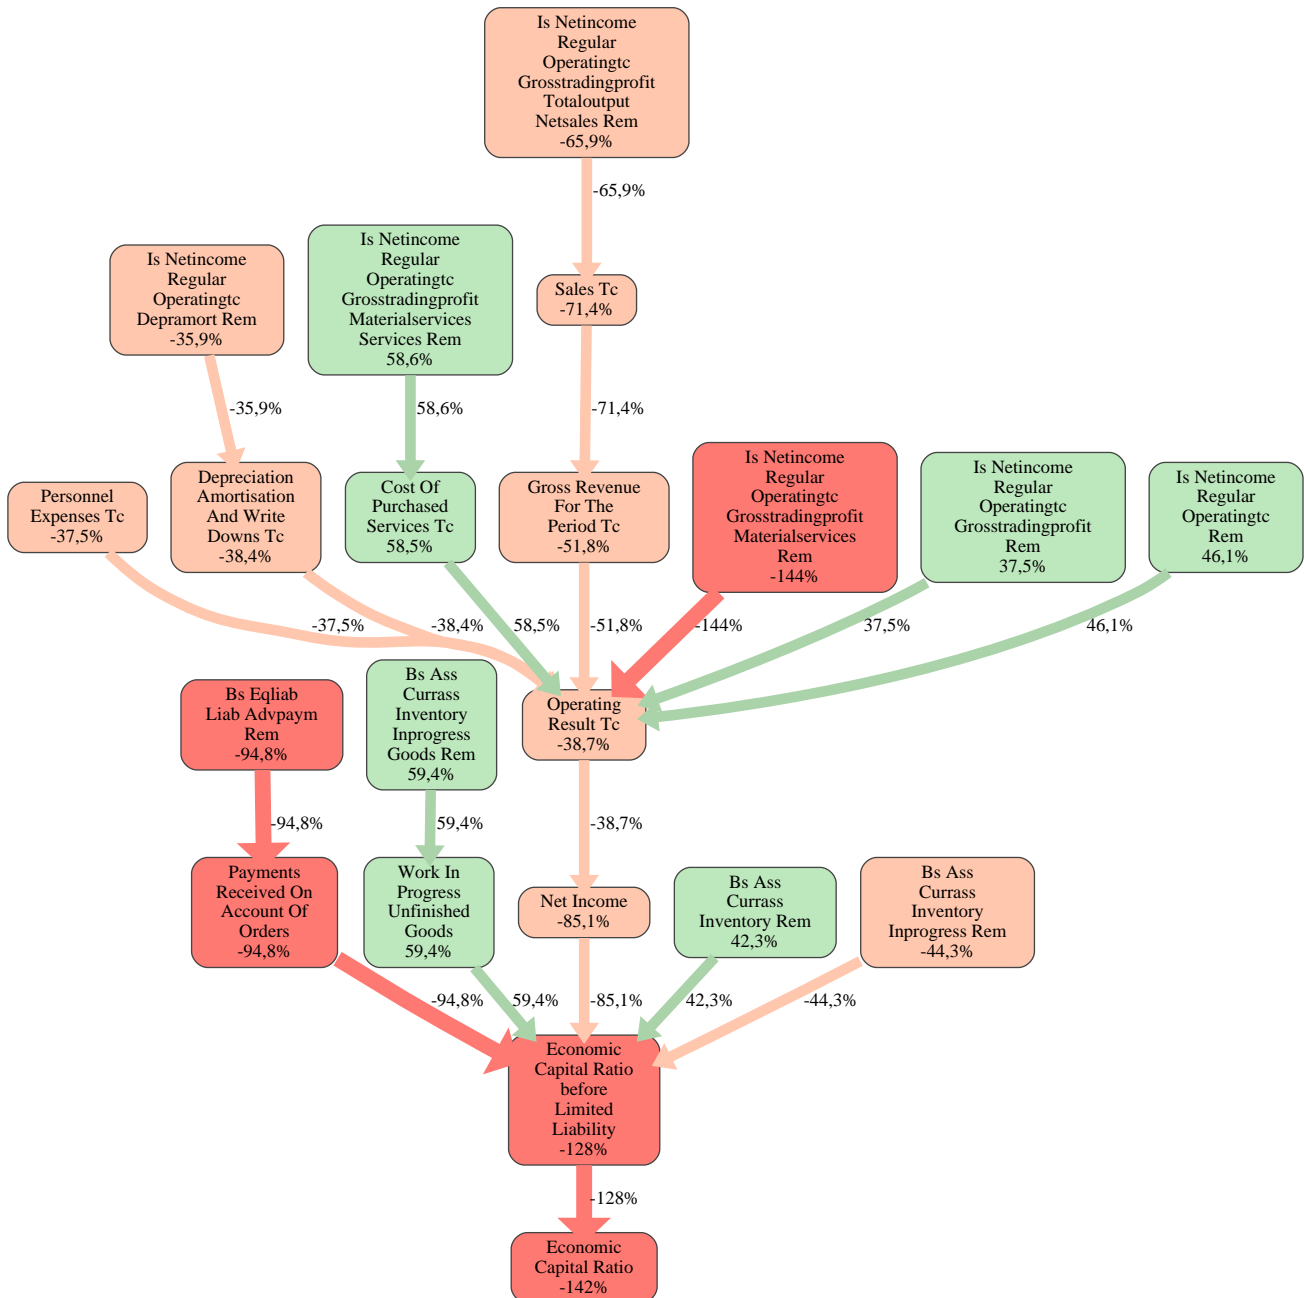 Is Netincome
Regular
Operatingtc
Grosstradingprofit
Totaloutput
Netsales Rem
-65,9%
-65,9%
Is Netincome
Regular
Operatingtc
Depramort Rem
-35,9%
Is Netincome
Regular
Operatingtc
Grosstradingprofit
Materialservices
Services Rem
58,6%
Sales Tc
-71,4%
-35,9%
58,6%
-71,4%
Personnel
Expenses Tc
-37,5%
Depreciation
Amortisation
And Write
Downs Tc
-38,4%
Cost Of
Purchased
Services Tc
58,5%
Gross Revenue
For The
Period Tc
-51,8%
Is Netincome
Regular
Operatingtc
Grosstradingprofit
Materialservices
Rem
-144%
Is Netincome
Regular
Operatingtc
Grosstradingprofit
Rem
37,5%
Is Netincome
Regular
Operatingtc
Rem
46,1%
-37,5%
-38,4%
58,5%
-51,8%
-144%
37,5%
46,1%
Bs Eqliab
Liab Advpaym
Rem
-94,8%
Bs Ass
Currass
Inventory
Inprogress
Goods Rem
59,4%
Operating
Result Tc
-38,7%
-94,8%
59,4%
-38,7%
Payments
Received On
Account Of
Orders
-94,8%
Work In
Progress
Unfinished
Goods
59,4%
Net Income
-85,1%
Bs Ass
Currass
Inventory Rem
42,3%
Bs Ass
Currass
Inventory
Inprogress Rem
-44,3%
-94,8%
59,4%
-85,1%
42,3%
-44,3%
Economic
Capital Ratio
before
Limited
Liability
-128%
-128%
Economic
Capital Ratio
-142%